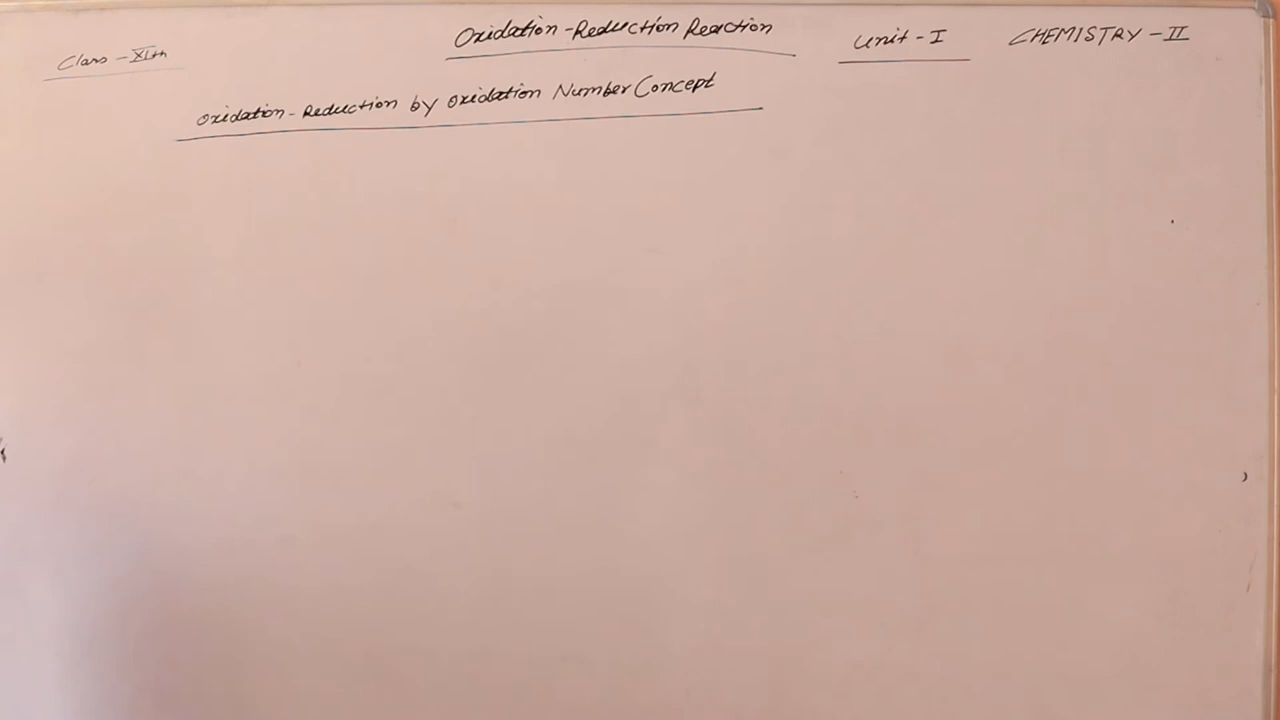 Class - XIth Oxidation - Reduction Reaction Unit - I CHEMISTRY - II
Oxidation - Reduction by Oxidation Number Concept